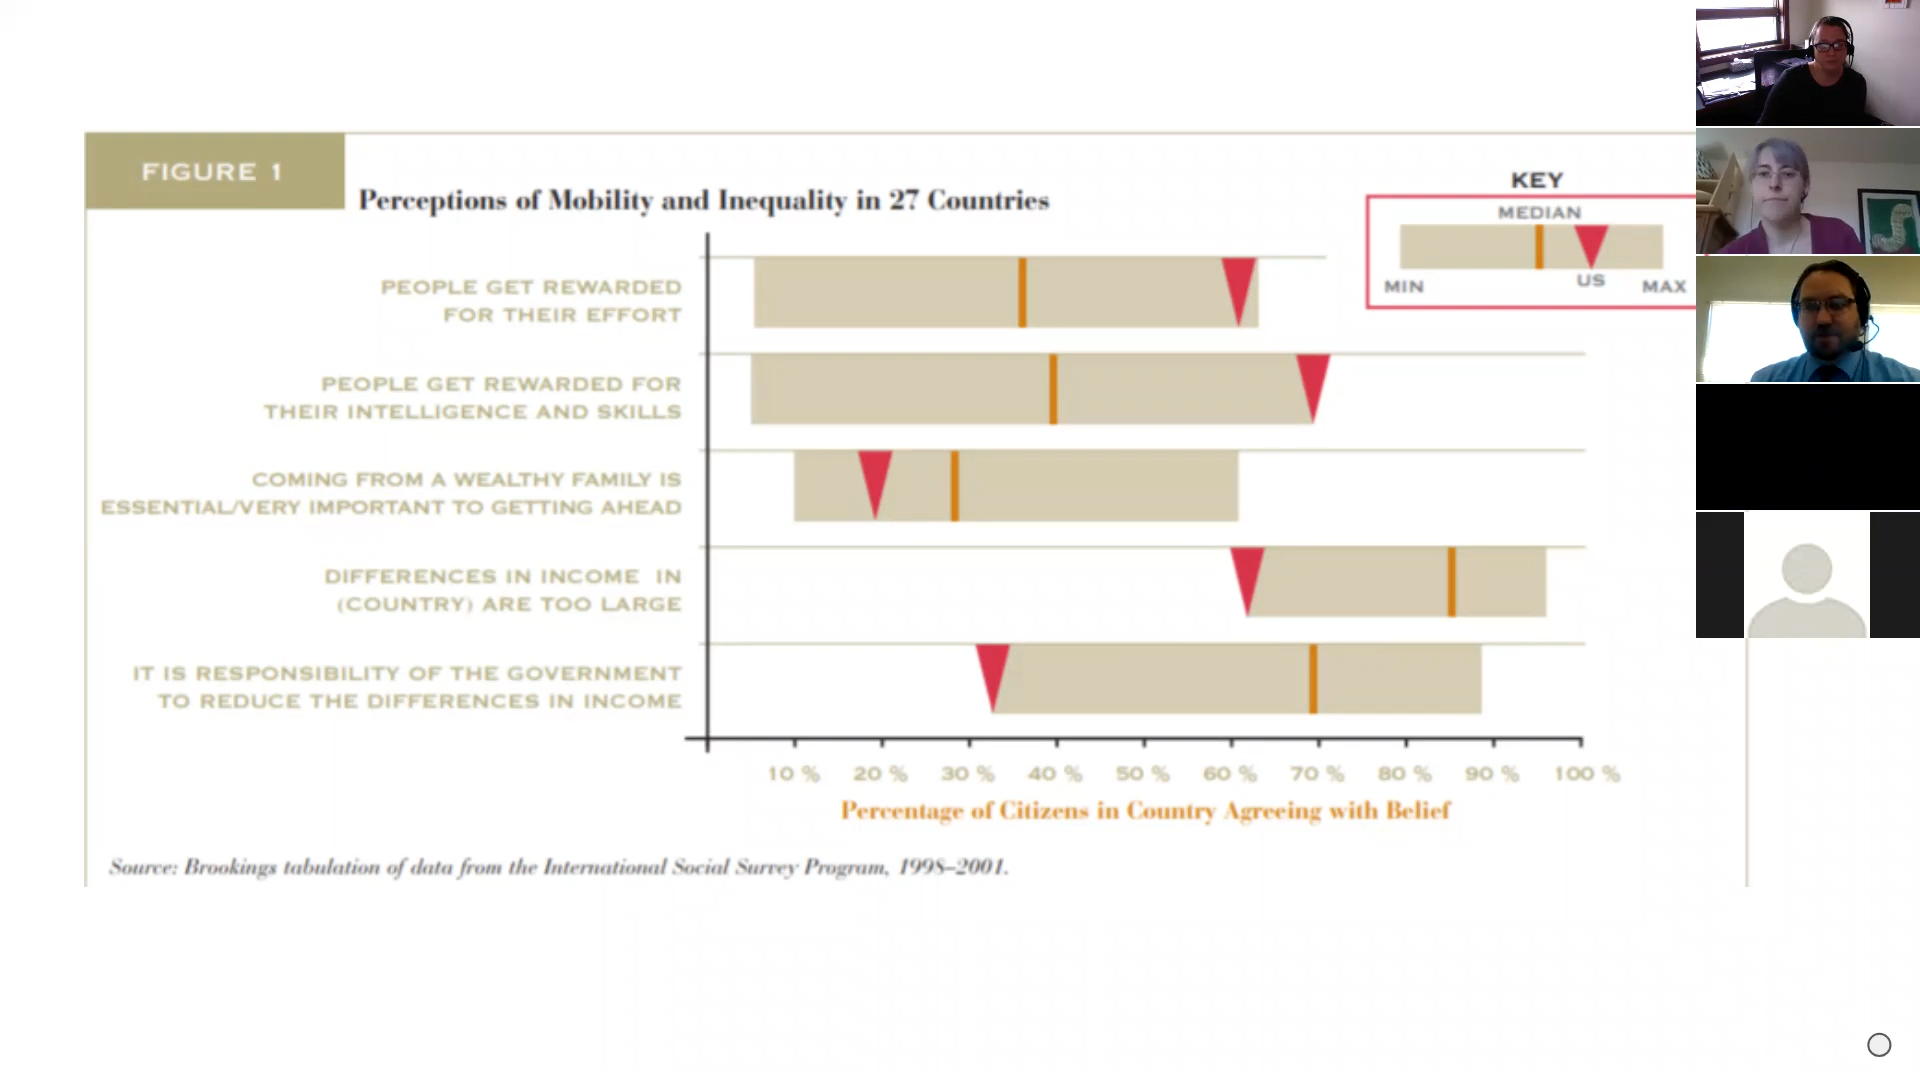 FIGURE 1
Perceptions of Mobility and Inequality in 27 Countries
KEY
MEDIAN
MIN
US
MAX
PEOPLE GET REWARDED
FOR THEIR EFFORT
PEOPLE GET REWARDED FOR
THEIR INTELLIGENCE AND SKILLS
COMING FROM A WEALTHY FAMILY IS
ESSENTIAL/VERY IMPORTANT TO GETTING AHEAD
DIFFERENCES IN INCOME IN
(COUNTRY) ARE TOO LARGE
IT IS RESPONSIBILITY OF THE GOVERNMENT
TO REDUCE THE DIFFERENCES IN INCOME
10 % 20 % 30 % 40 % 50 % 60 % 70 % 80 % 90 % 100 %
Percentage of Citizens in Country Agreeing with Belief
Source: Brookings tabulation of data from the International Social Survey Program, 1998–2001.